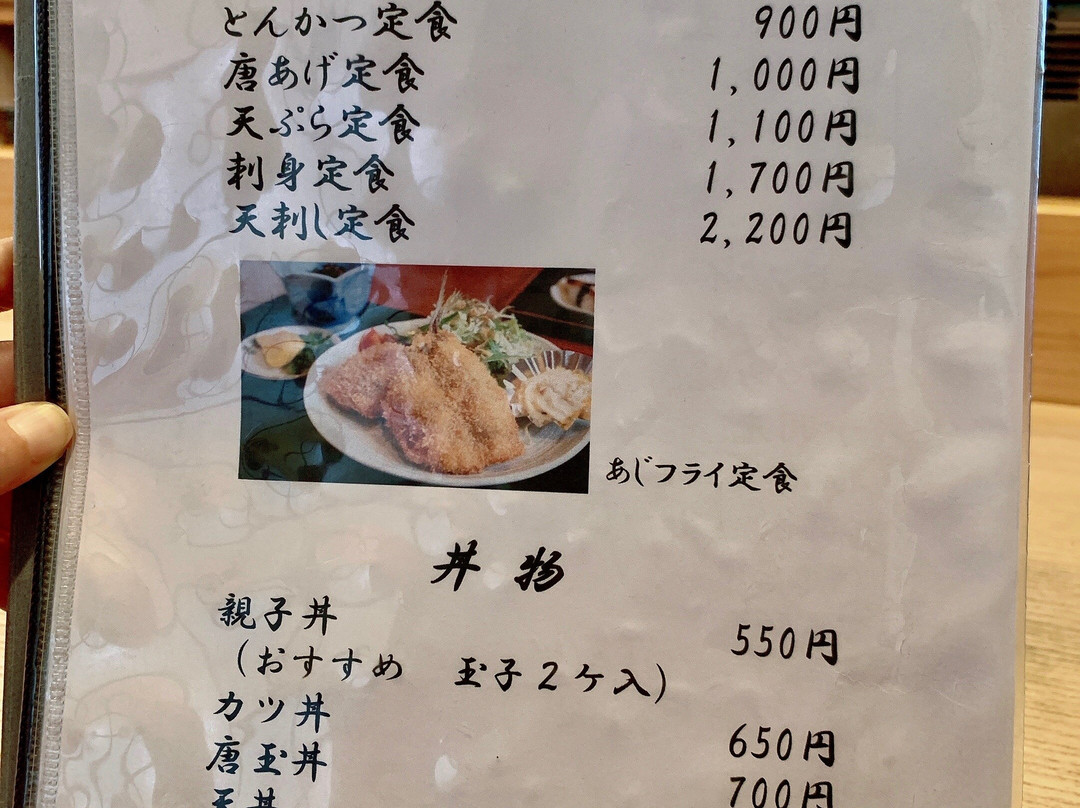 とんかつ定食 900円
唐あげ定食 1,000円
天ぷら定食 1,100円
刺身定食 1,700円
天刺し定食 2,200円
あじフライ定食
丼物
親子丼 550円
(おすすめ 玉子2ケ入)
カツ丼 650円
唐玉丼 700円
天丼